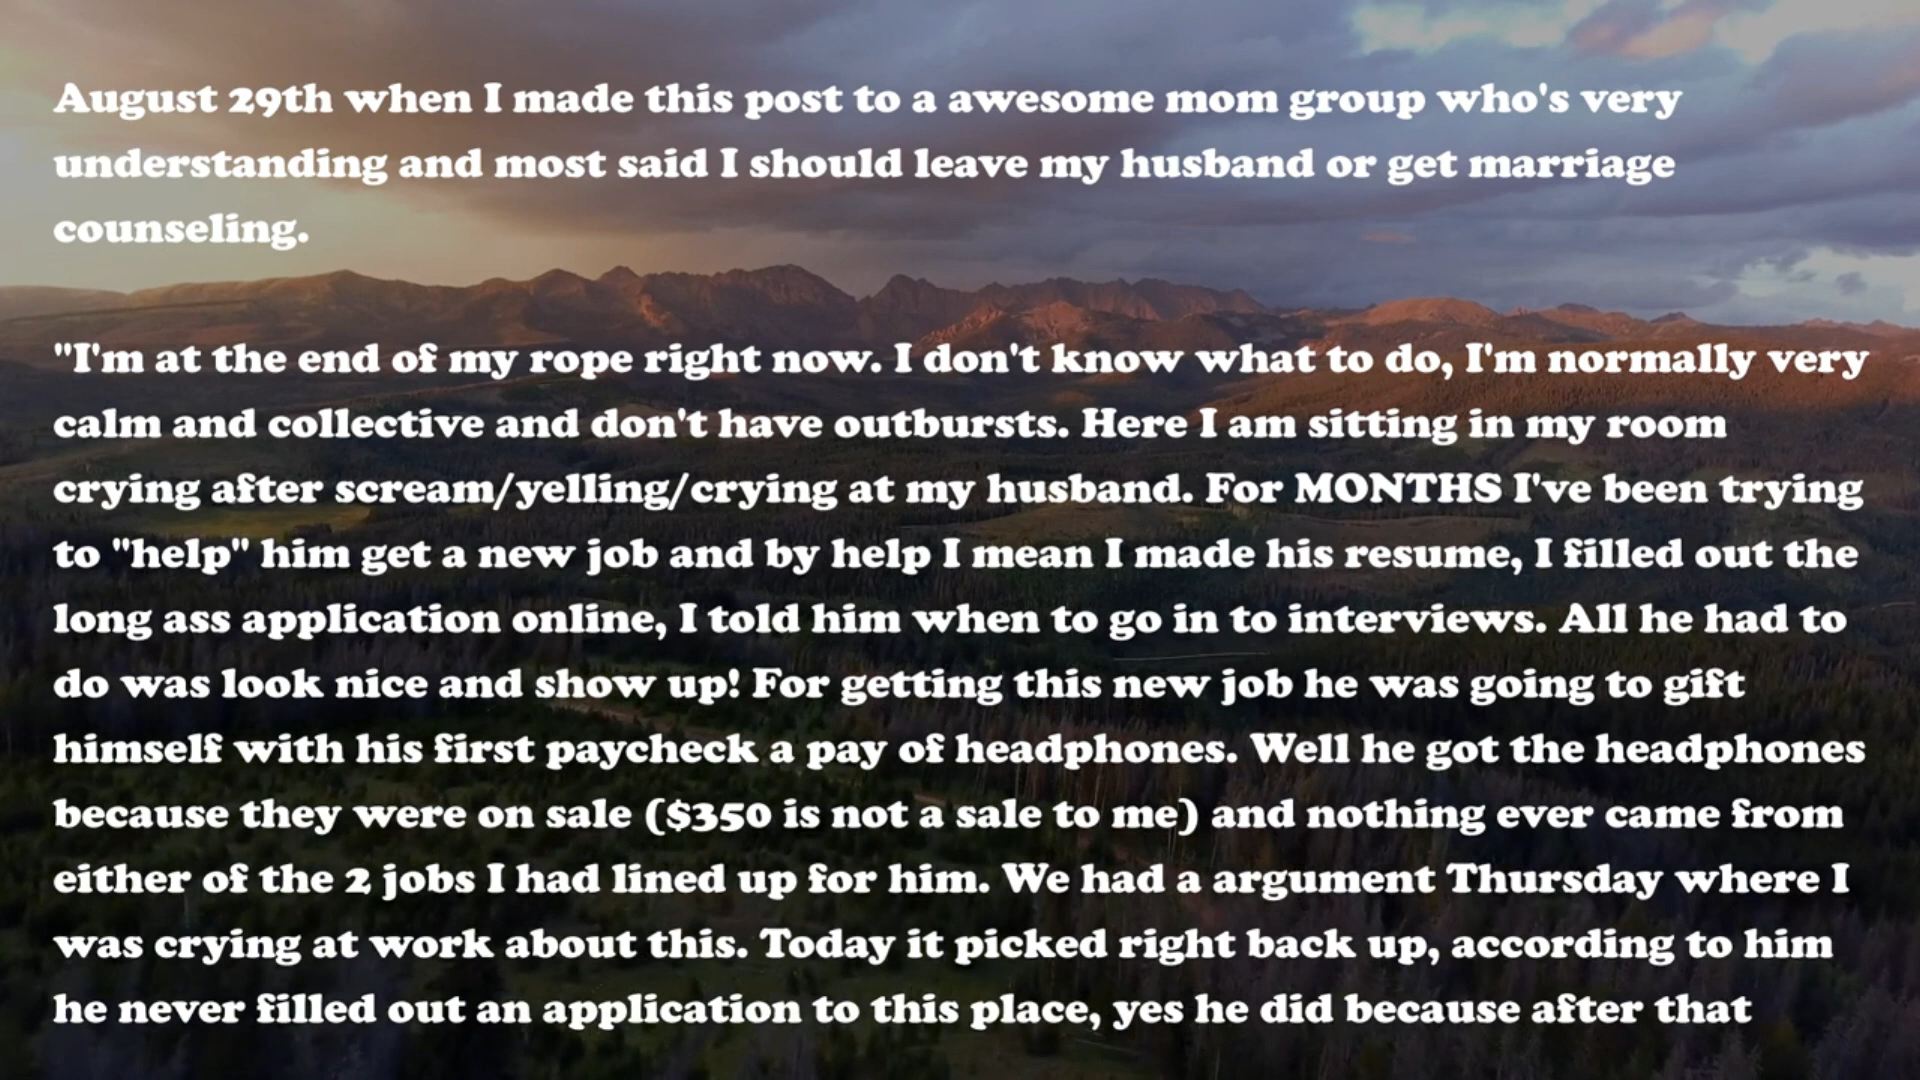 August 29th when I made this post to a awesome mom group who's very
understanding and most said I should leave my husband or get marriage
counseling.
"I'm at the end of my rope right now. I don't know what to do, I'm normally very
calm and collective and don't have outbursts. Here I am sitting in my room
crying after scream/yelling/crying at my husband. For MONTHS I've been trying
to "help" him get a new job and by help I mean I made his resume, I filled out the
long ass application online, I told him when to go in to interviews. All he had to
do was look nice and show up! For getting this new job he was going to gift
himself with his first paycheck a pay of headphones. Well he got the headphones
because they were on sale ($350 is not a sale to me) and nothing ever came from
either of the 2 jobs I had lined up for him. We had a argument Thursday where I
was crying at work about this. Today it picked right back up, according to him
he never filled out an application to this place, yes he did because after that